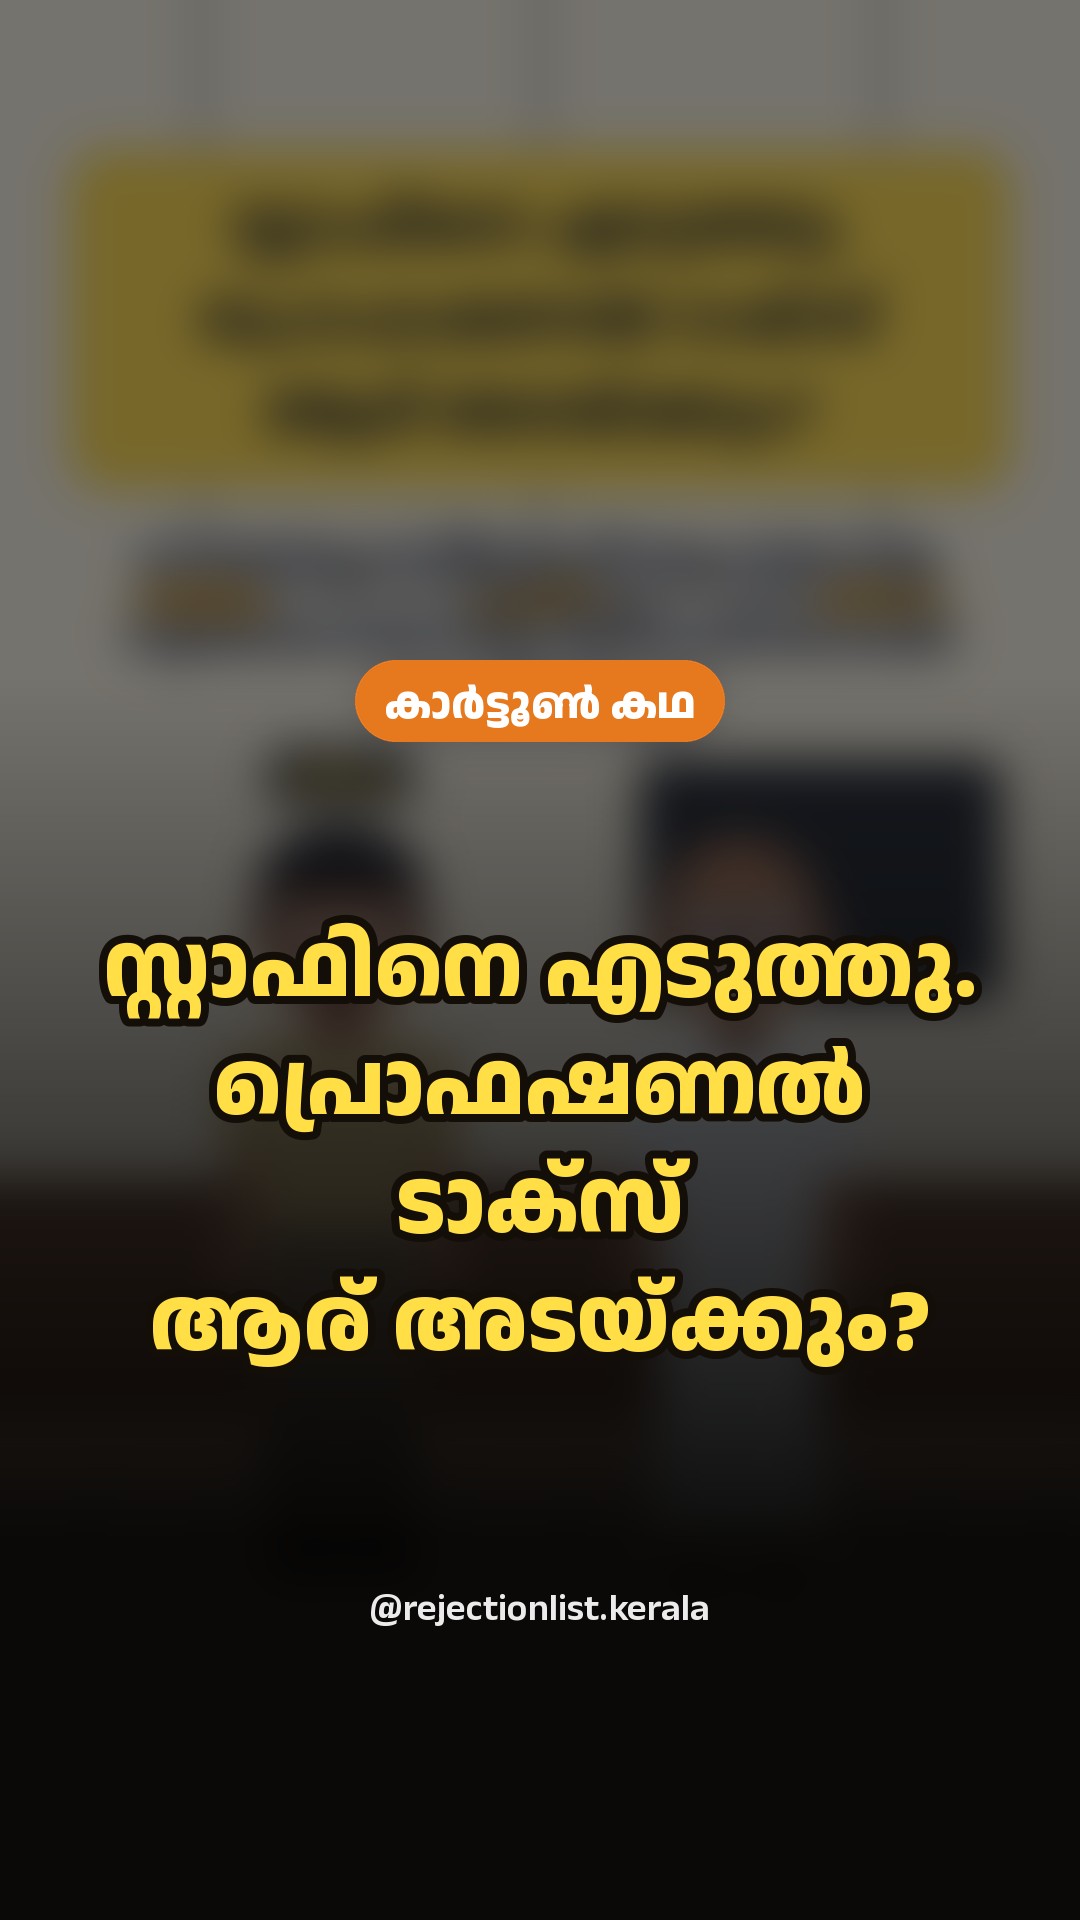 കാർട്ടൂൺ കഥ
സ്റ്റാഫിനെ എടുത്തു.
പ്രൊഫഷണൽ
ടാക്സ്
ആര് അടയ്ക്കും?
@rejectionlist.kerala